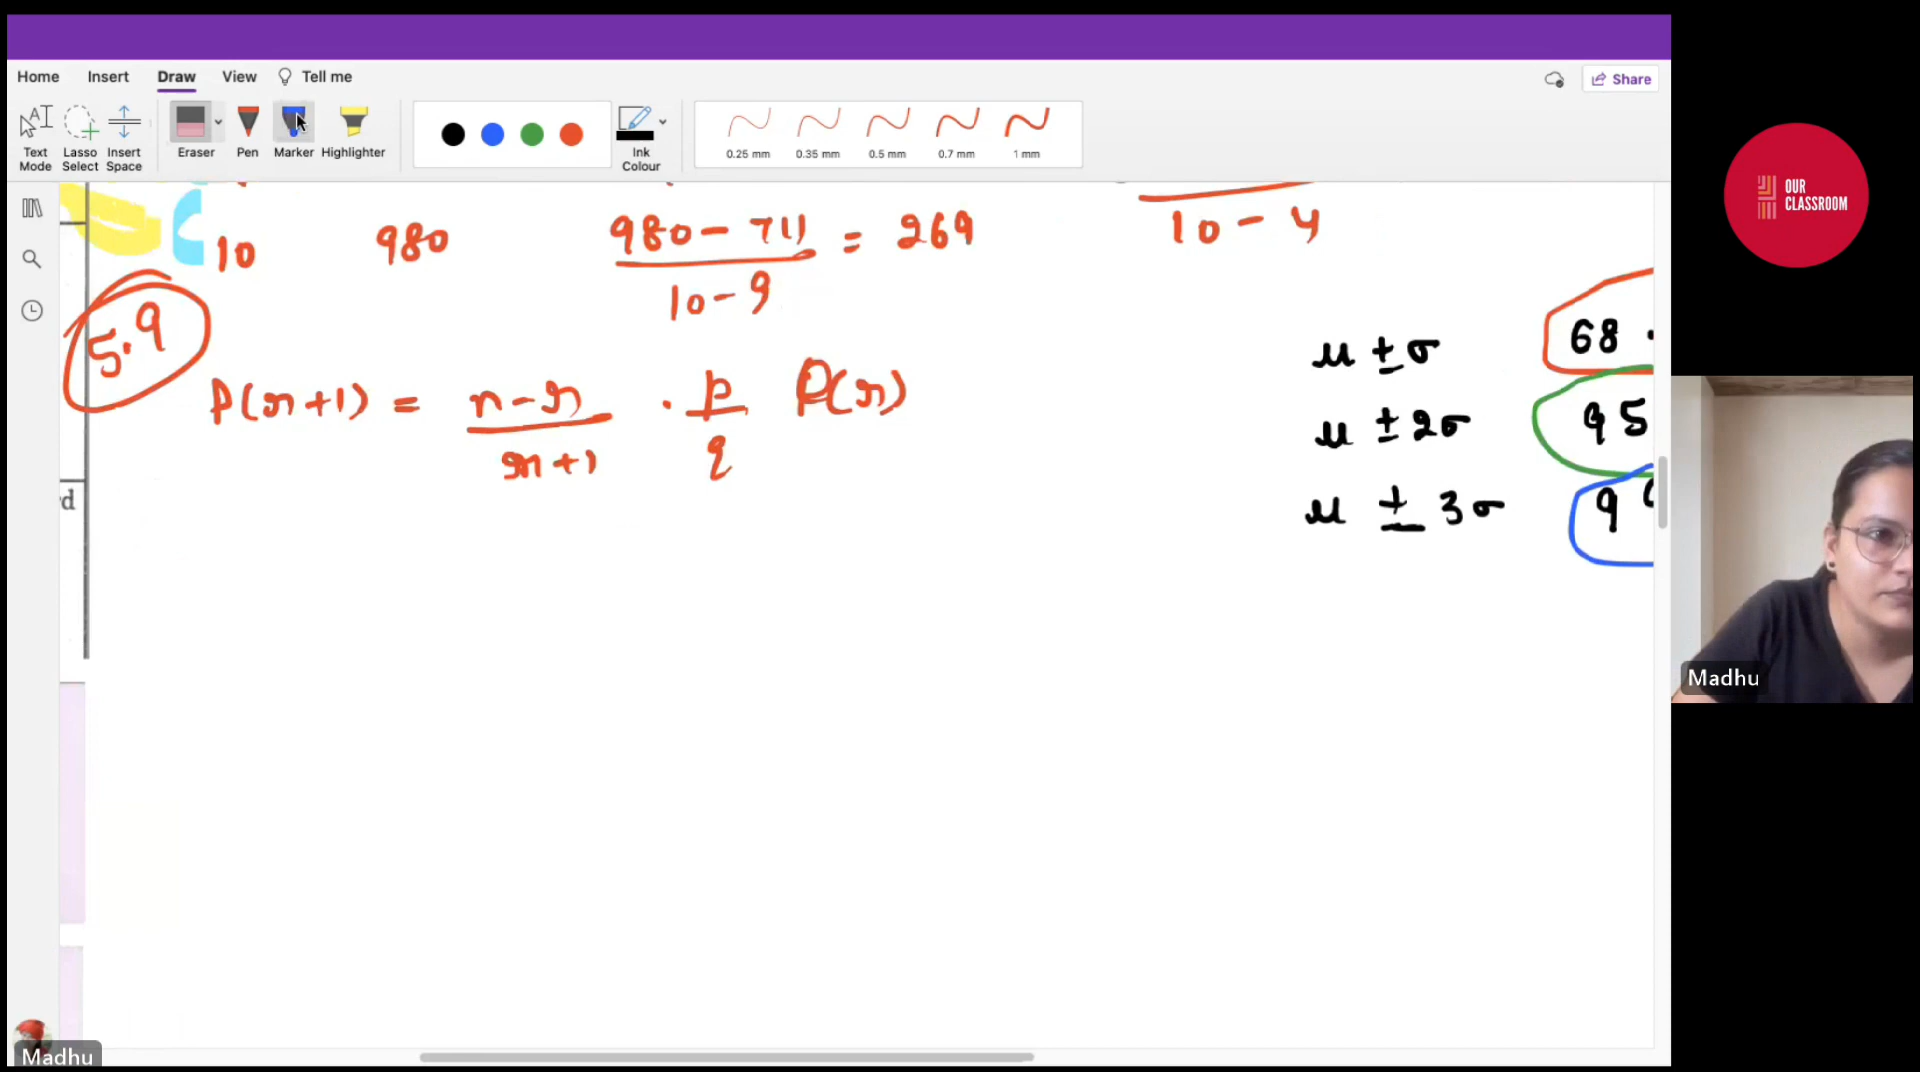 Home Insert Draw View Tell me Share
Text Mode Lasso Select Insert Space Eraser Pen Marker Highlighter Ink Colour 0.25 mm 0.35 mm 0.5 mm 0.7 mm 1 mm
OUR CLASSROOM
10 980 980 - 711 / 10 - 9 = 269
10 - 4
5.9
P(r+1) = n-r / r+1 . p/q P(r)
μ ± σ 68.
μ ± 2σ 95
μ ± 3σ 9
d
Madhu
Madhu